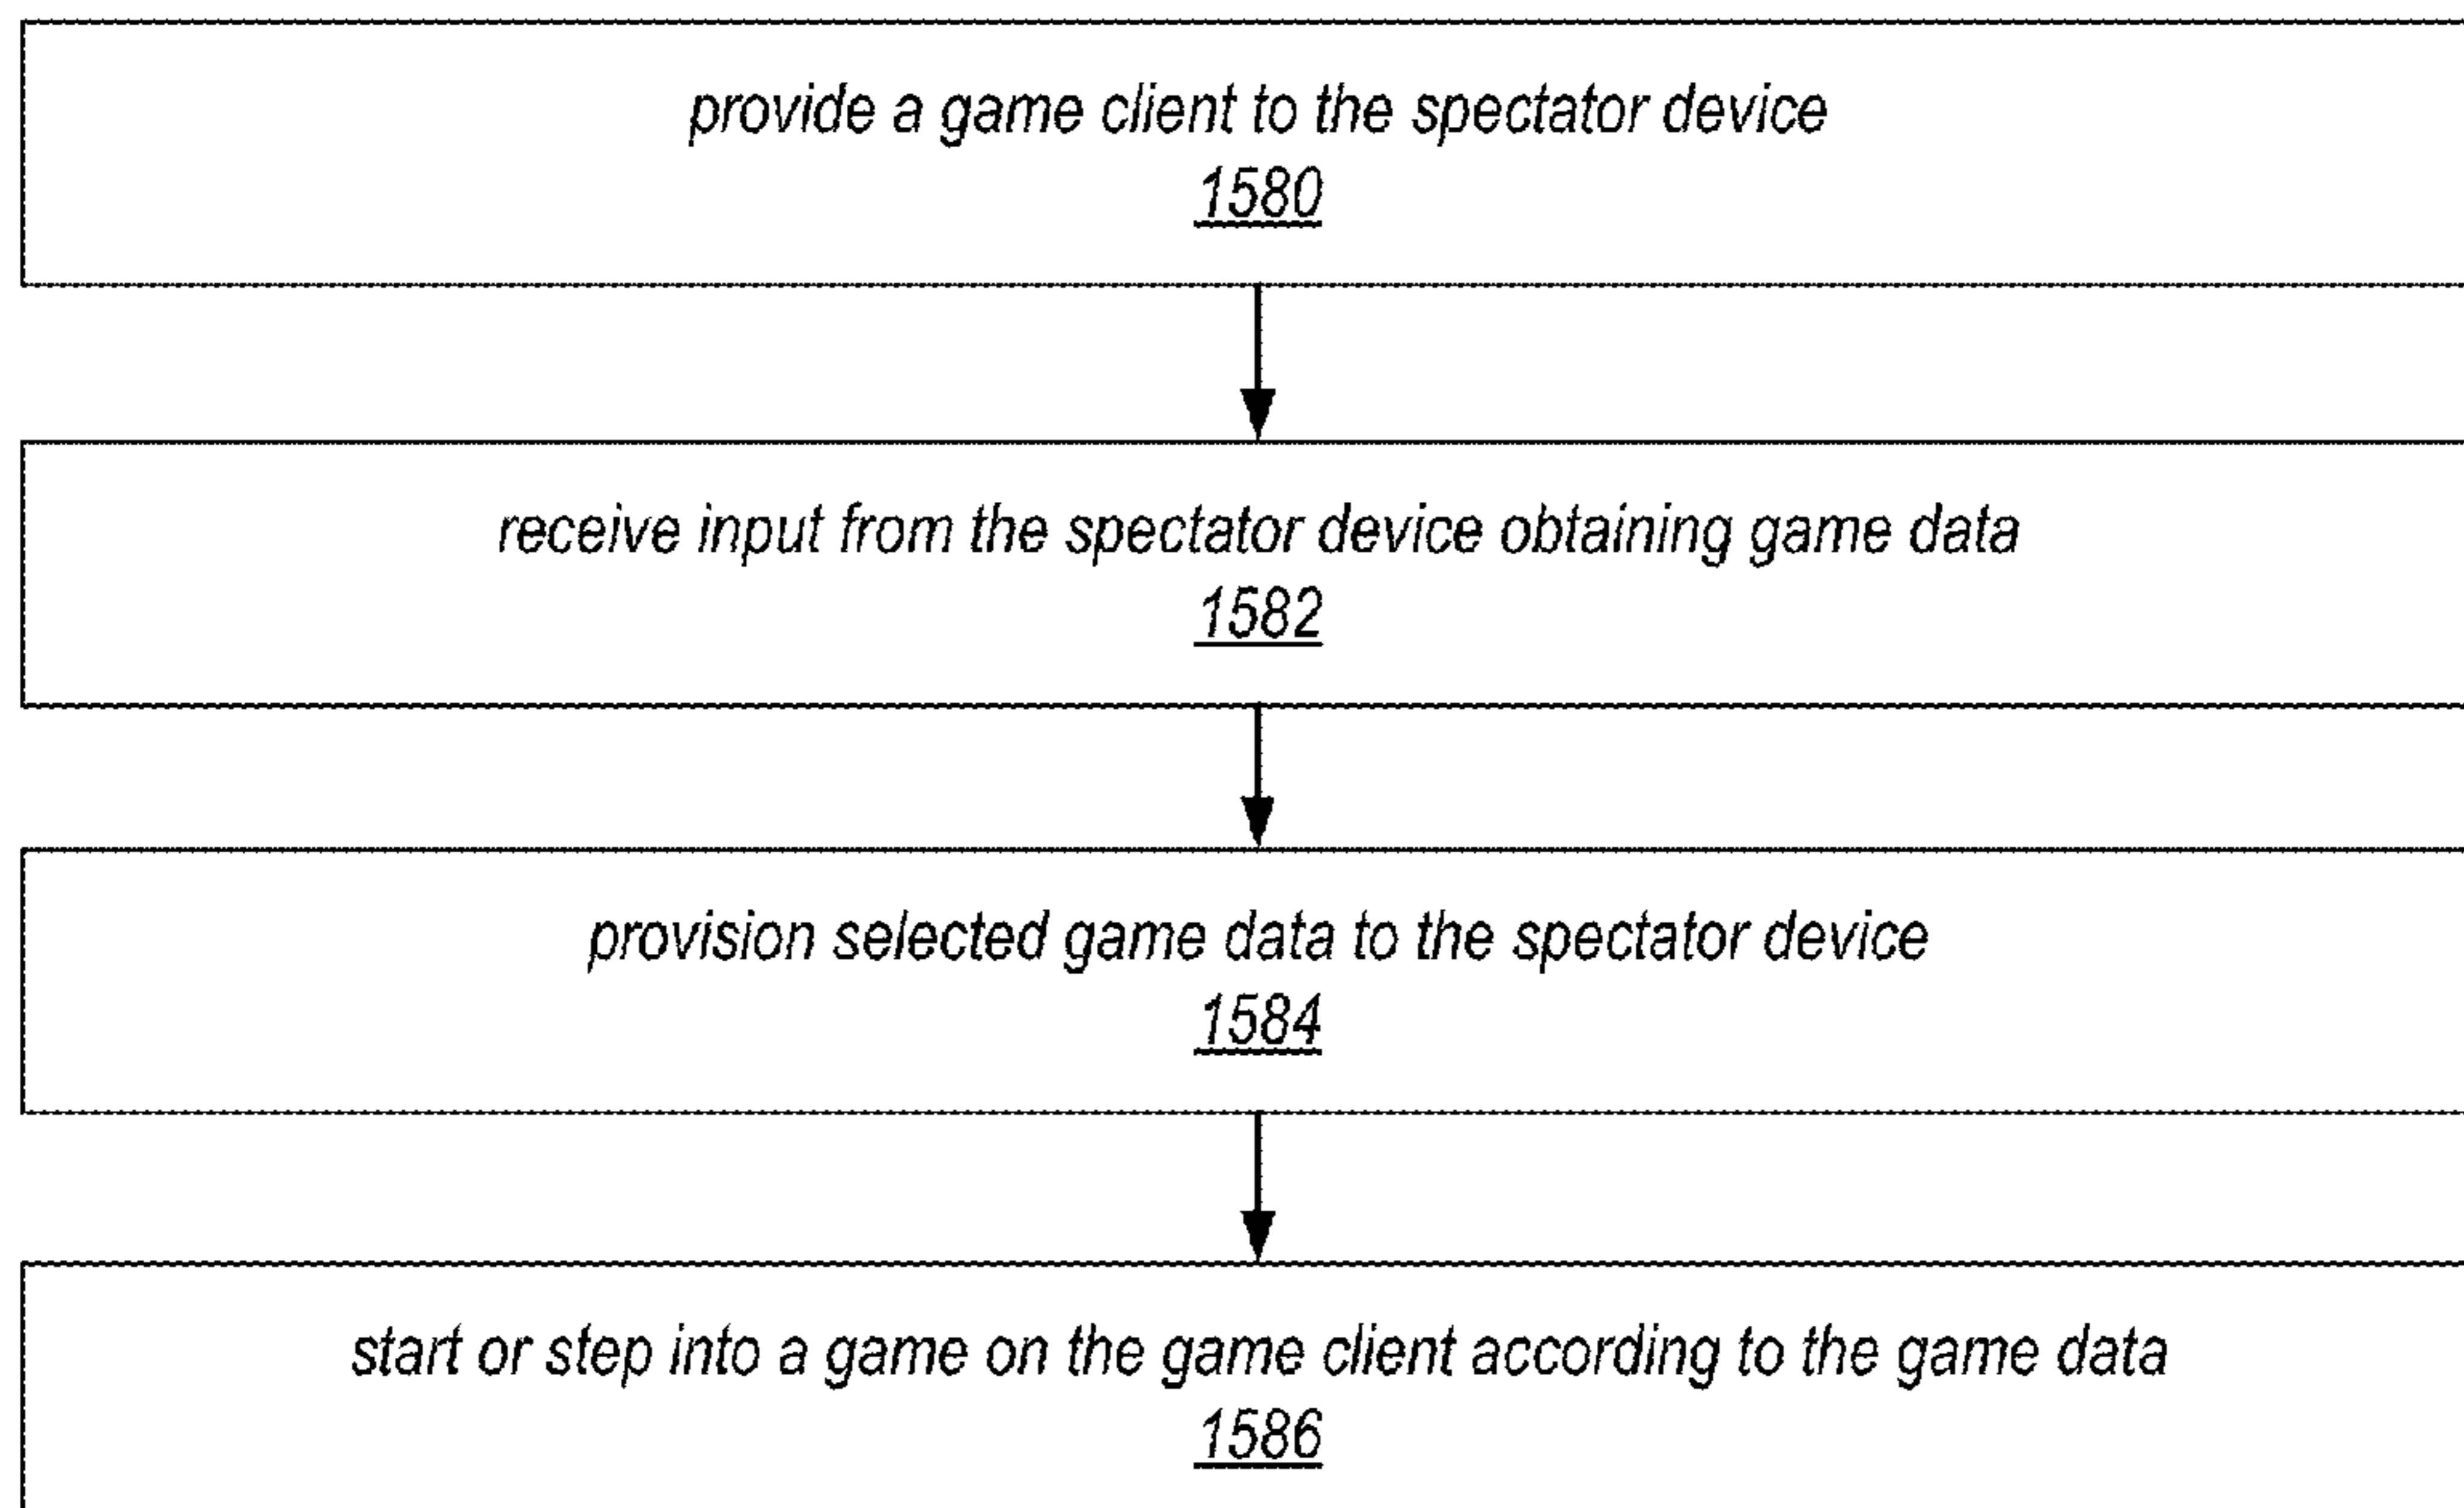 provide a game client to the spectator device
1580
receive input from the spectator device obtaining game data
1582
provision selected game data to the spectator device
1584
start or step into a game on the game client according to the game data
1586